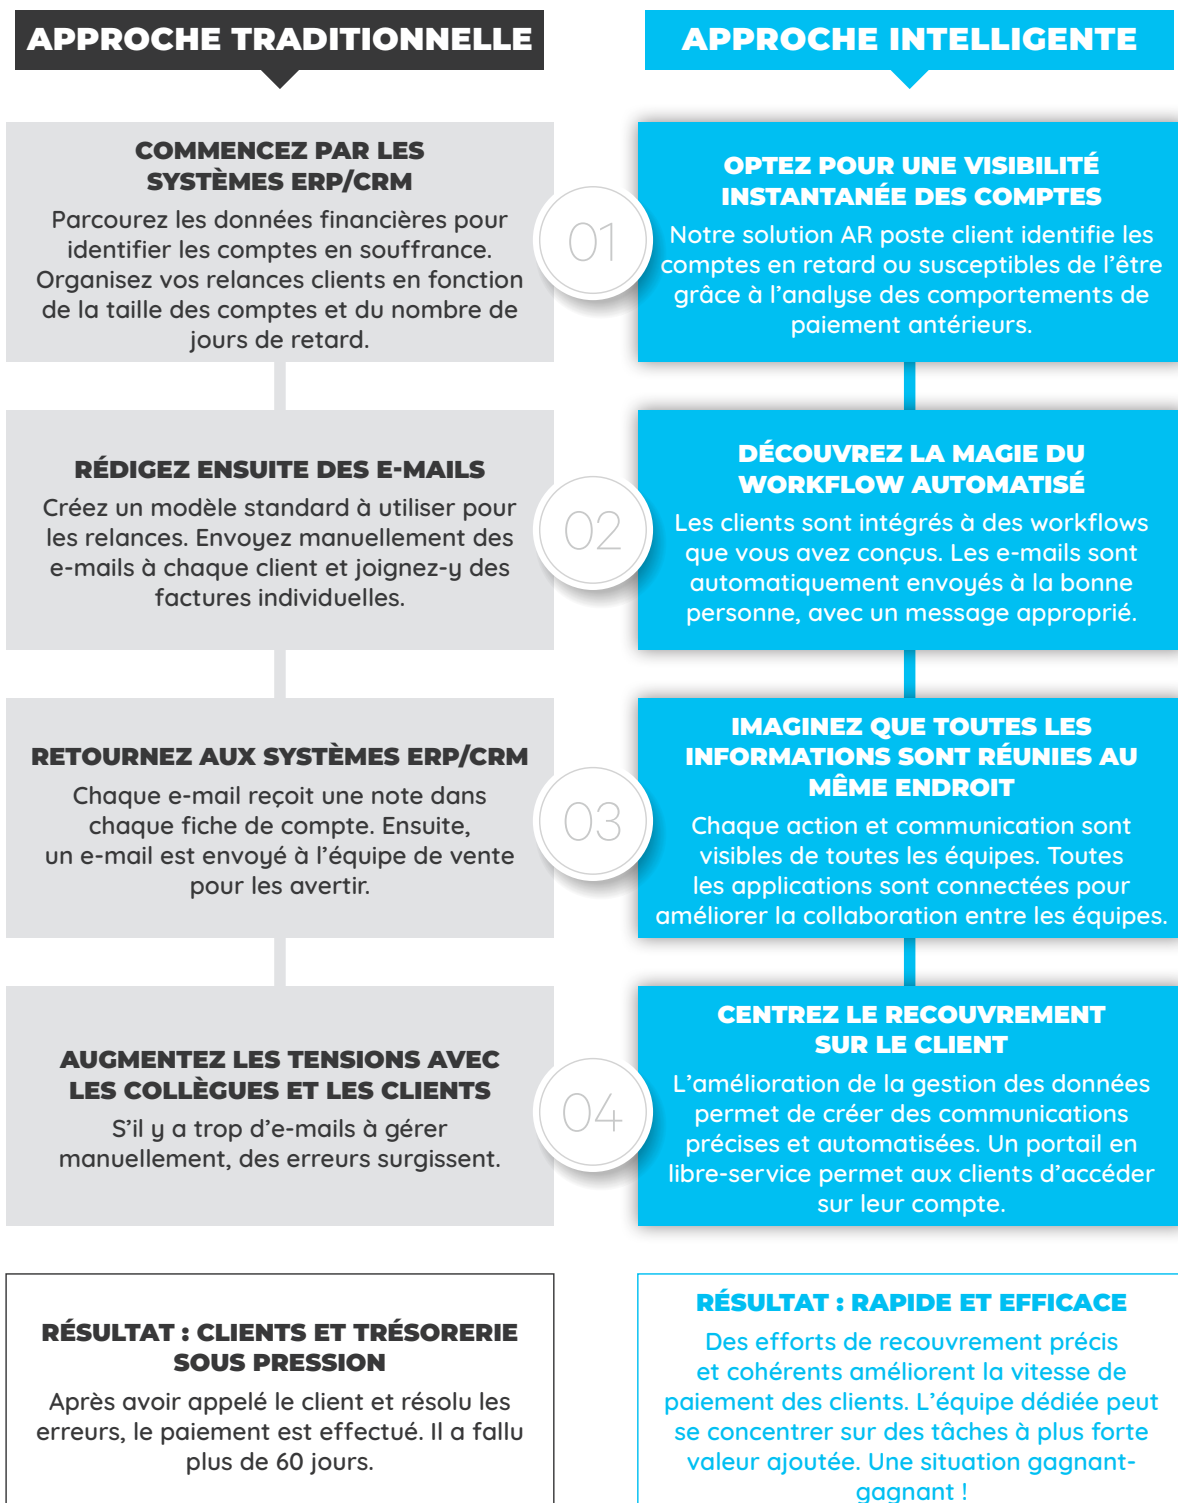 APPROCHE TRADITIONNELLE
APPROCHE INTELLIGENTE
COMMENCEZ PAR LES
SYSTÈMES ERP/CRM
Parcourez les données financières pour
identifier les comptes en souffrance.
Organisez vos relances clients en fonction
de la taille des comptes et du nombre de
jours de retard.
01
OPTEZ POUR UNE VISIBILITÉ
INSTANTANÉE DES COMPTES
Notre solution AR poste client identifie les
comptes en retard ou susceptibles de l'être
grâce à l'analyse des comportements de
paiement antérieurs.
RÉDIGEZ ENSUITE DES E-MAILS
Créez un modèle standard à utiliser pour
les relances. Envoyez manuellement des
e-mails à chaque client et joignez-y des
factures individuelles.
02
DÉCOUVREZ LA MAGIE DU
WORKFLOW AUTOMATISÉ
Les clients sont intégrés à des workflows
que vous avez conçus. Les e-mails sont
automatiquement envoyés à la bonne
personne, avec un message approprié.
RETOURNEZ AUX SYSTÈMES ERP/CRM
Chaque e-mail reçoit une note dans
chaque fiche de compte. Ensuite,
un e-mail est envoyé à l'équipe de vente
pour les avertir.
03
IMAGINEZ QUE TOUTES LES
INFORMATIONS SONT RÉUNIES AU
MÊME ENDROIT
Chaque action et communication sont
visibles de toutes les équipes. Toutes
les applications sont connectées pour
améliorer la collaboration entre les équipes.
AUGMENTEZ LES TENSIONS AVEC
LES COLLÈGUES ET LES CLIENTS
S'il y a trop d'e-mails à gérer
manuellement, des erreurs surgissent.
04
CENTREZ LE RECOUVREMENT
SUR LE CLIENT
L'amélioration de la gestion des données
permet de créer des communications
précises et automatisées. Un portail en
libre-service permet aux clients d'accéder
sur leur compte.
RÉSULTAT : CLIENTS ET TRÉSORERIE
SOUS PRESSION
Après avoir appelé le client et résolu les
erreurs, le paiement est effectué. Il a fallu
plus de 60 jours.
RÉSULTAT : RAPIDE ET EFFICACE
Des efforts de recouvrement précis
et cohérents améliorent la vitesse de
paiement des clients. L'équipe dédiée peut
se concentrer sur des tâches à plus forte
valeur ajoutée. Une situation gagnant-
gagnant !